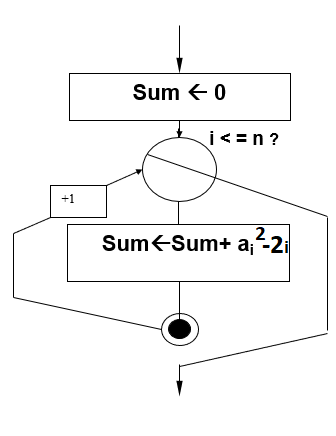 Sum ← 0
i < = n ?
+1
Sum←Sum+ aᵢ²-2i